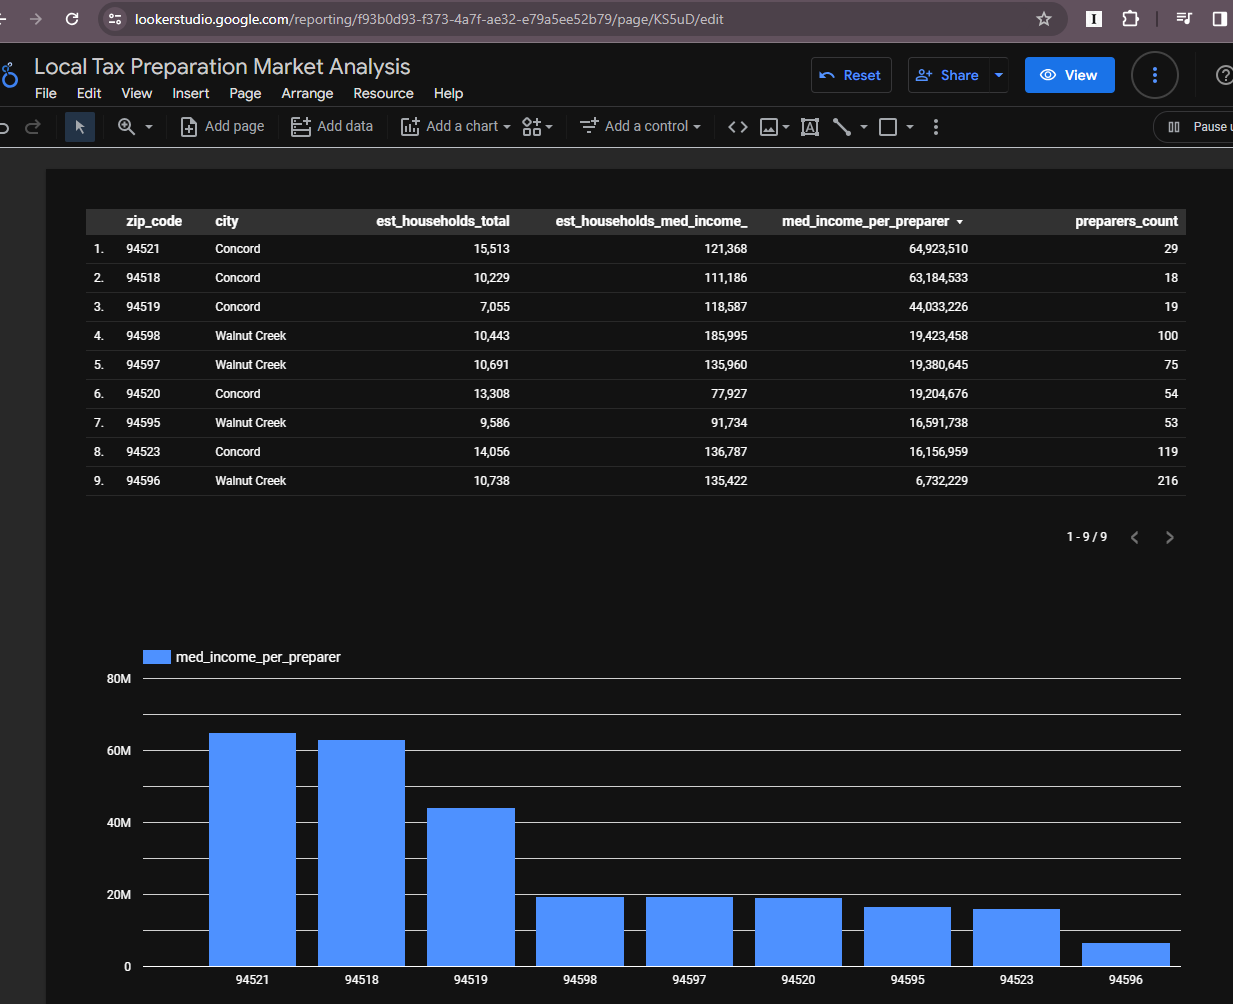 lookerstudio.google.com/reporting/f93b0d93-f373-4a7f-ae32-e79a5ee52b79/page/KS5uD/edit
Local Tax Preparation Market Analysis
Reset Share View
File Edit View Insert Page Arrange Resource Help
Add page Add data Add a chart Add a control Pause
zip_code city est_households_total est_households_med_income_ med_income_per_preparer preparers_count
1. 94521 Concord 15,513 121,368 64,923,510 29
2. 94518 Concord 10,229 111,186 63,184,533 18
3. 94519 Concord 7,055 118,587 44,033,226 19
4. 94598 Walnut Creek 10,443 185,995 19,423,458 100
5. 94597 Walnut Creek 10,691 135,960 19,380,645 75
6. 94520 Concord 13,308 77,927 19,204,676 54
7. 94595 Walnut Creek 9,586 91,734 16,591,738 53
8. 94523 Concord 14,056 136,787 16,156,959 119
9. 94596 Walnut Creek 10,738 135,422 6,732,229 216
1 - 9 / 9
med_income_per_preparer
80M
60M
40M
20M
0
94521 94518 94519 94598 94597 94520 94595 94523 94596